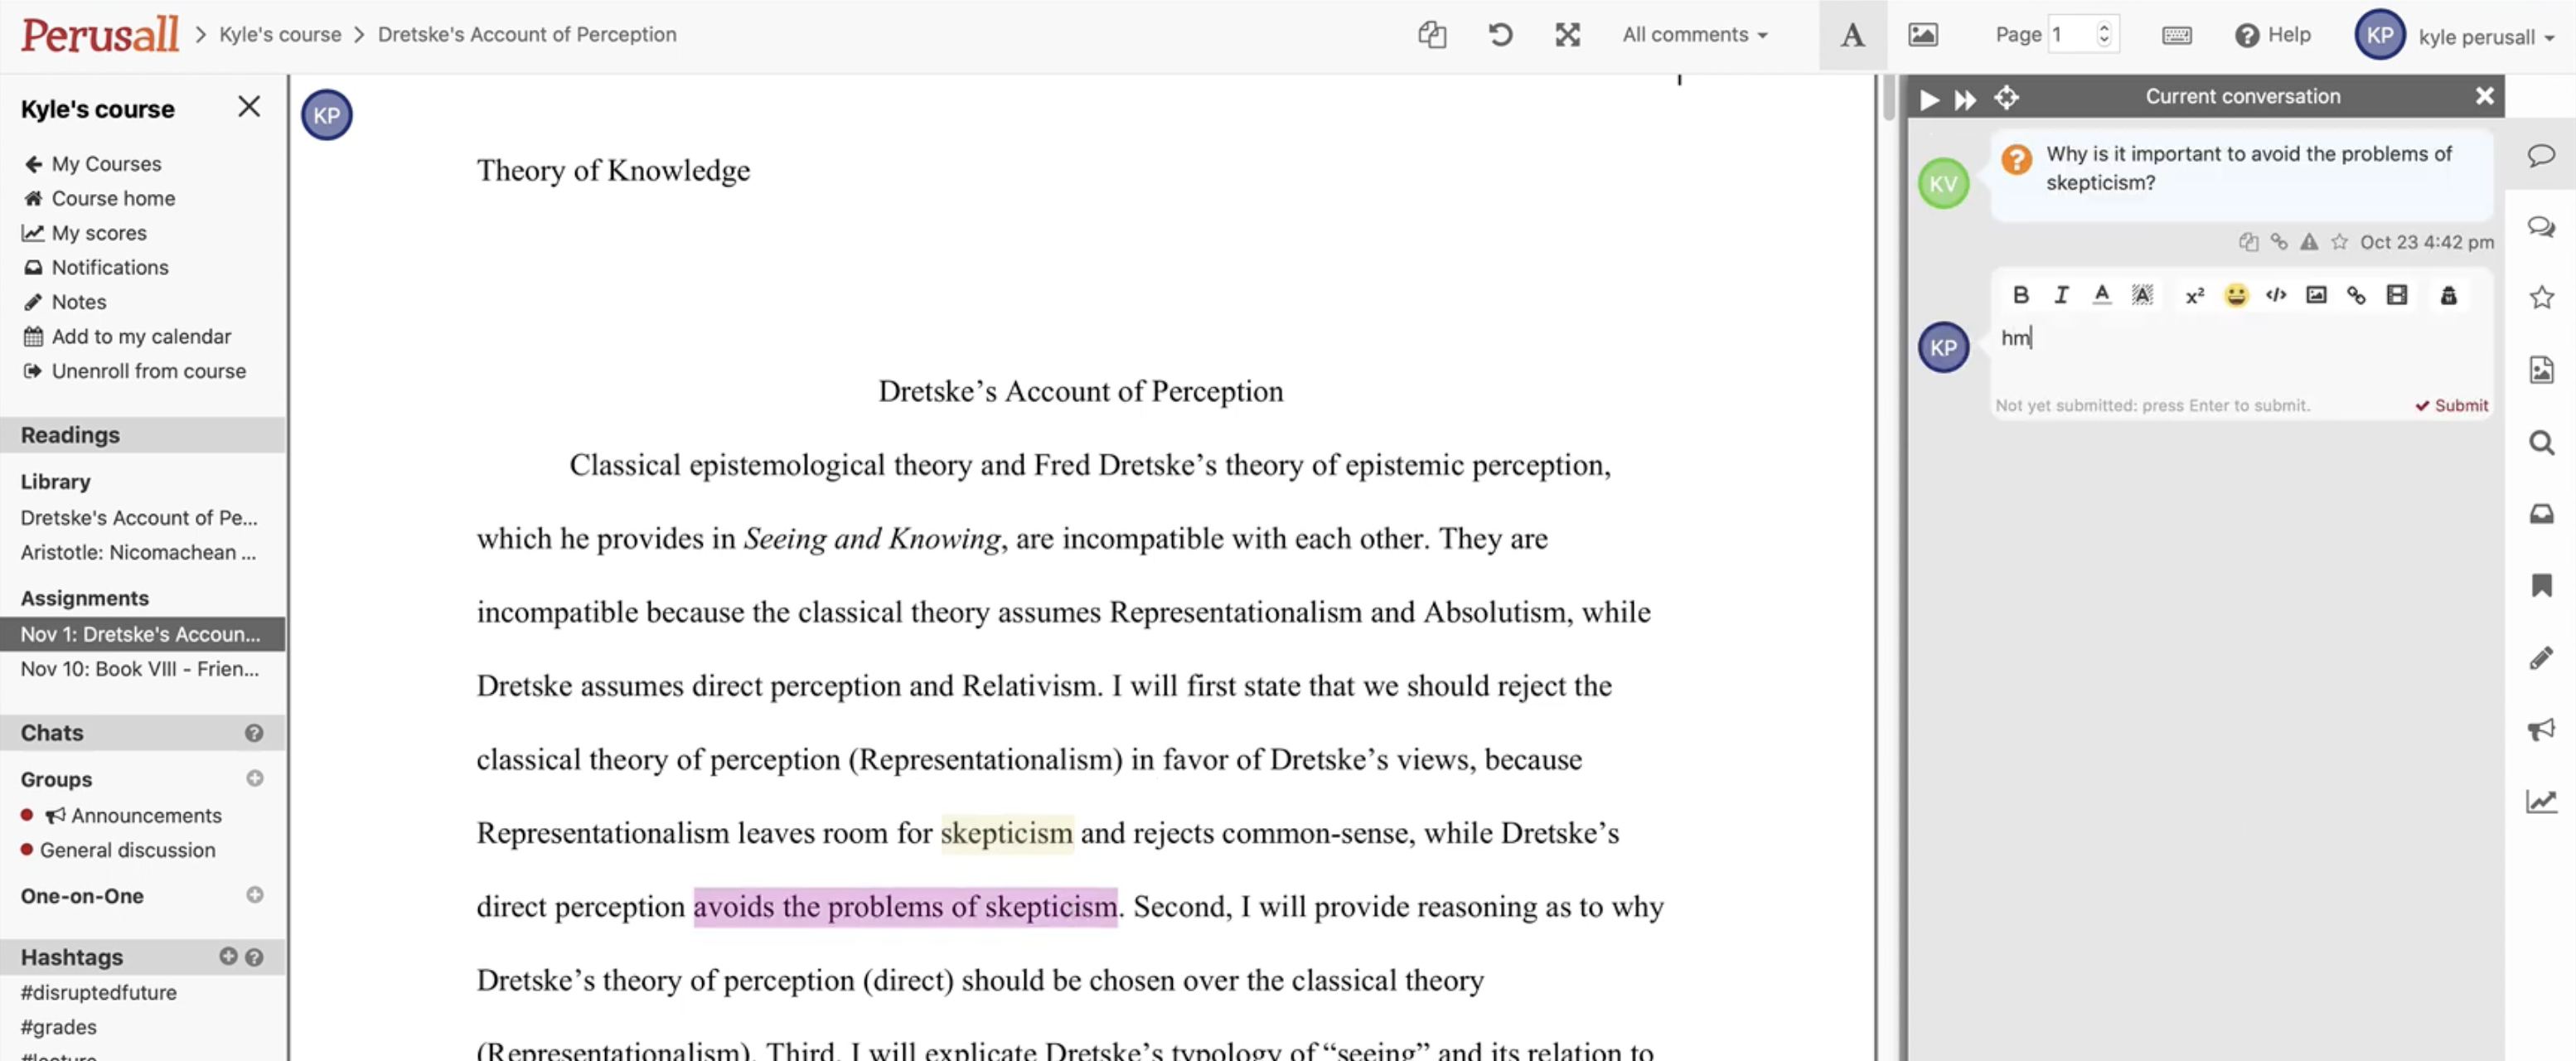 Perusall > Kyle's course > Dretske's Account of Perception
All comments
A
Page 1
Help
KP kyle perusall
Kyle's course
My Courses
Course home
My scores
Notifications
Notes
Add to my calendar
Unenroll from course
Readings
Library
Dretske's Account of Pe...
Aristotle: Nicomachean ...
Assignments
Nov 1: Dretske's Accoun...
Nov 10: Book VIII - Frien...
Chats
Groups
Announcements
General discussion
One-on-One
Hashtags
#disruptedfuture
#grades
#lecture
KP
Theory of Knowledge
Dretske’s Account of Perception
Classical epistemological theory and Fred Dretske’s theory of epistemic perception,
which he provides in Seeing and Knowing, are incompatible with each other. They are
incompatible because the classical theory assumes Representationalism and Absolutism, while
Dretske assumes direct perception and Relativism. I will first state that we should reject the
classical theory of perception (Representationalism) in favor of Dretske’s views, because
Representationalism leaves room for skepticism and rejects common-sense, while Dretske’s
direct perception avoids the problems of skepticism. Second, I will provide reasoning as to why
Dretske’s theory of perception (direct) should be chosen over the classical theory
(Representationalism). Third, I will explicate Dretske’s typology of “seeing” and its relation to
Current conversation
KV
Why is it important to avoid the problems of
skepticism?
Oct 23 4:42 pm
B I A A x² </>
KP
hm
Not yet submitted: press Enter to submit.
Submit